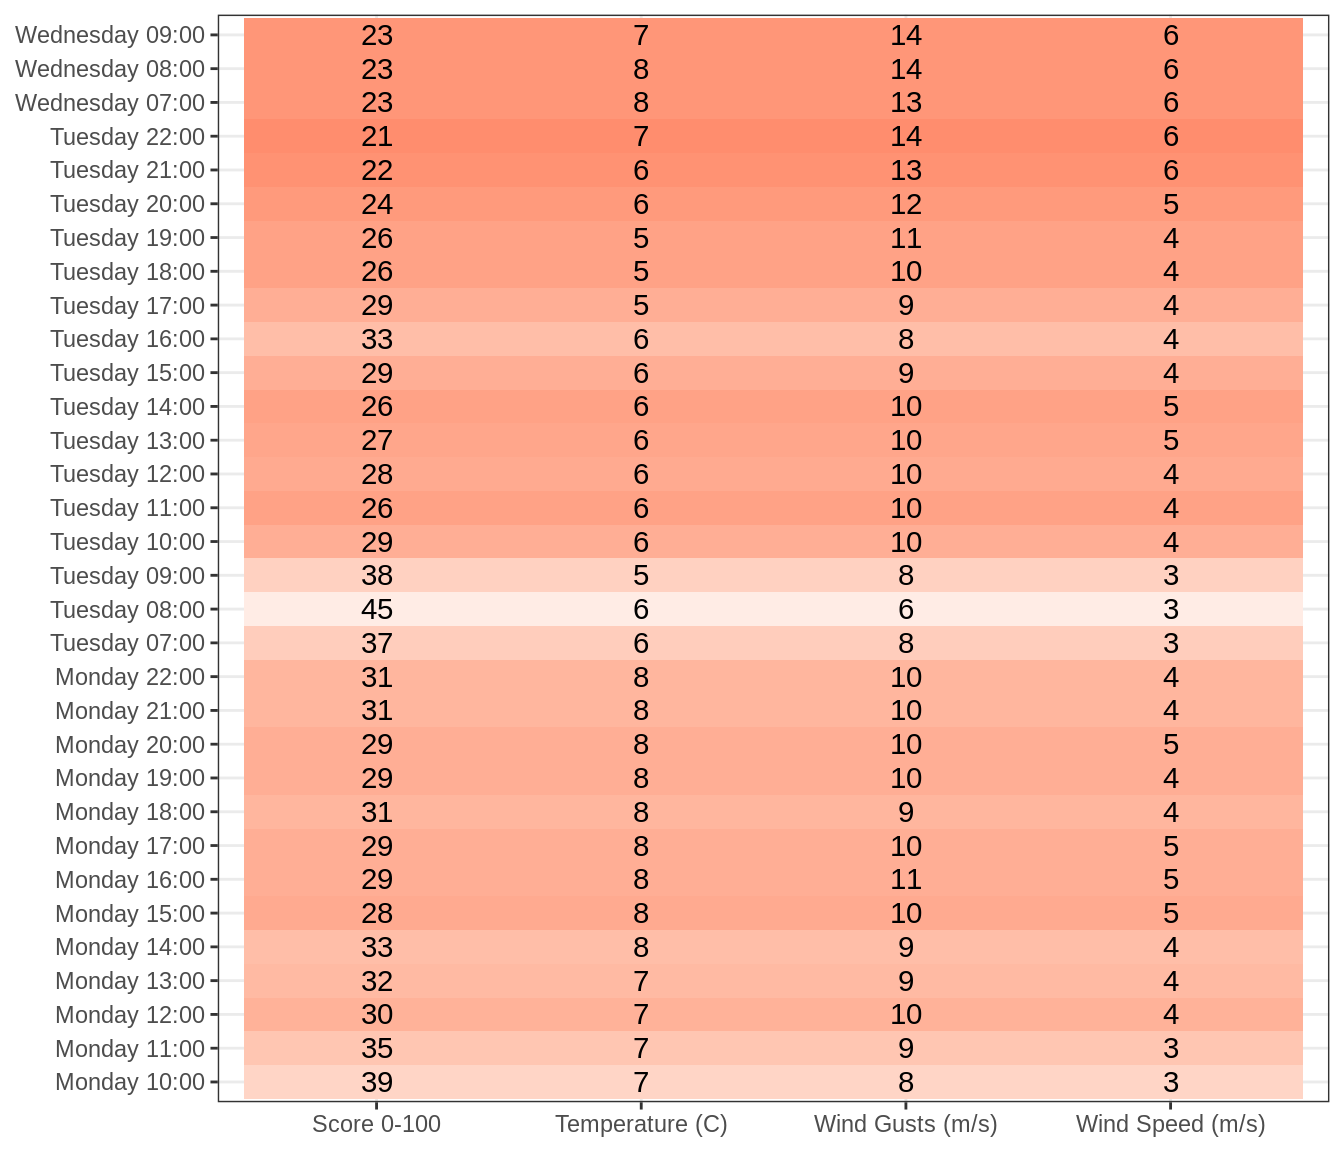 Wednesday 09:00 23 7 14 6
Wednesday 08:00 23 8 14 6
Wednesday 07:00 23 8 13 6
Tuesday 22:00 21 7 14 6
Tuesday 21:00 22 6 13 6
Tuesday 20:00 24 6 12 5
Tuesday 19:00 26 5 11 4
Tuesday 18:00 26 5 10 4
Tuesday 17:00 29 5 9 4
Tuesday 16:00 33 6 8 4
Tuesday 15:00 29 6 9 4
Tuesday 14:00 26 6 10 5
Tuesday 13:00 27 6 10 5
Tuesday 12:00 28 6 10 4
Tuesday 11:00 26 6 10 4
Tuesday 10:00 29 6 10 4
Tuesday 09:00 38 5 8 3
Tuesday 08:00 45 6 6 3
Tuesday 07:00 37 6 8 3
Monday 22:00 31 8 10 4
Monday 21:00 31 8 10 4
Monday 20:00 29 8 10 5
Monday 19:00 29 8 10 4
Monday 18:00 31 8 9 4
Monday 17:00 29 8 10 5
Monday 16:00 29 8 11 5
Monday 15:00 28 8 10 5
Monday 14:00 33 8 9 4
Monday 13:00 32 7 9 4
Monday 12:00 30 7 10 4
Monday 11:00 35 7 9 3
Monday 10:00 39 7 8 3
Score 0-100 Temperature (C) Wind Gusts (m/s) Wind Speed (m/s)